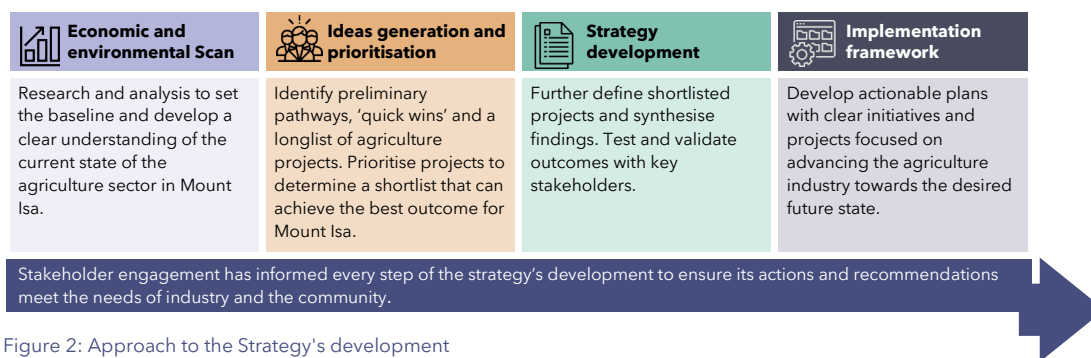 Economic and
environmental Scan
Research and analysis to set
the baseline and develop a
clear understanding of the
current state of the
agriculture sector in Mount
Isa.
Ideas generation and
prioritisation
Identify preliminary
pathways, ‘quick wins’ and a
longlist of agriculture
projects. Prioritise projects to
determine a shortlist that can
achieve the best outcome for
Mount Isa.
Strategy
development
Further define shortlisted
projects and synthesise
findings. Test and validate
outcomes with key
stakeholders.
Implementation
framework
Develop actionable plans
with clear initiatives and
projects focused on
advancing the agriculture
industry towards the desired
future state.
Stakeholder engagement has informed every step of the strategy’s development to ensure its actions and recommendations
meet the needs of industry and the community.
Figure 2: Approach to the Strategy's development